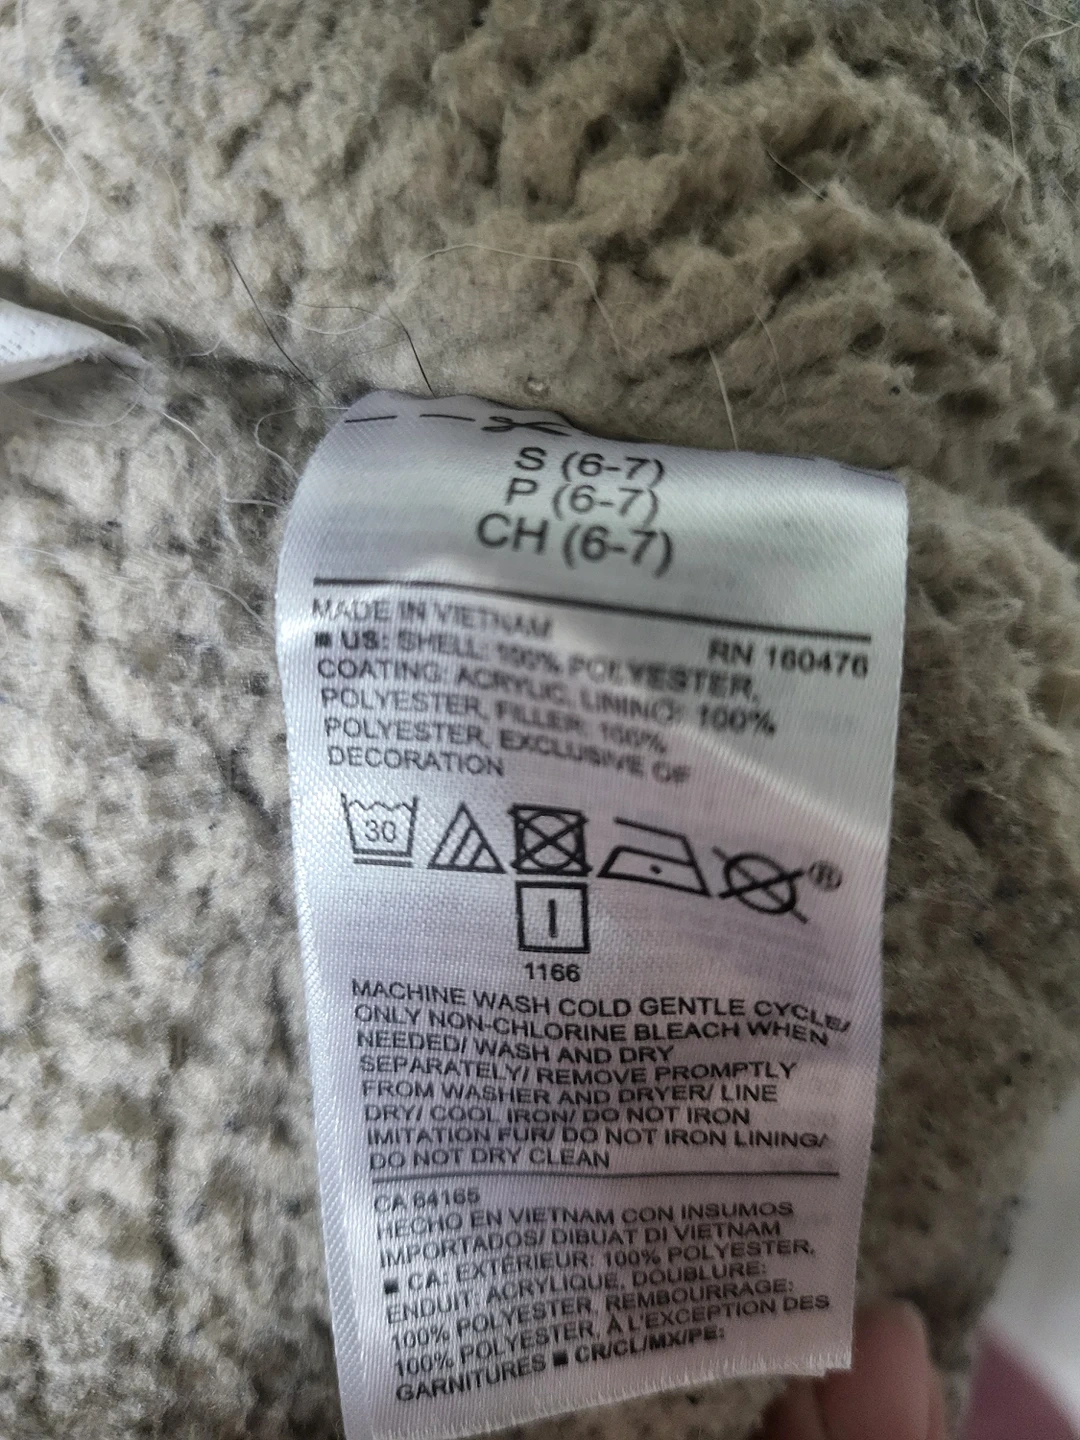 S (6-7)
P (6-7)
CH (6-7)
MADE IN VIETNAM
RN 160476
■ US: SHELL: 100% POLYESTER,
COATING: ACRYLIC, LINING: 100%
POLYESTER, FILLER: 100%
POLYESTER, EXCLUSIVE OF
DECORATION
30
®
1166
MACHINE WASH COLD GENTLE CYCLE/
ONLY NON-CHLORINE BLEACH WHEN
NEEDED/ WASH AND DRY
SEPARATELY/ REMOVE PROMPTLY
FROM WASHER AND DRYER/ LINE
DRY/ COOL IRON/ DO NOT IRON
IMITATION FUR/ DO NOT IRON LINING/
DO NOT DRY CLEAN
CA 64165
HECHO EN VIETNAM CON INSUMOS
IMPORTADOS/ DIBUAT DI VIETNAM
■ CA: EXTÉRIEUR: 100% POLYESTER,
ENDUIT: ACRYLIQUE, DOUBLURE:
100% POLYESTER, REMBOURRAGE:
100% POLYESTER, À L'EXCEPTION DES
GARNITURES ■ CR/CL/MX/PE: